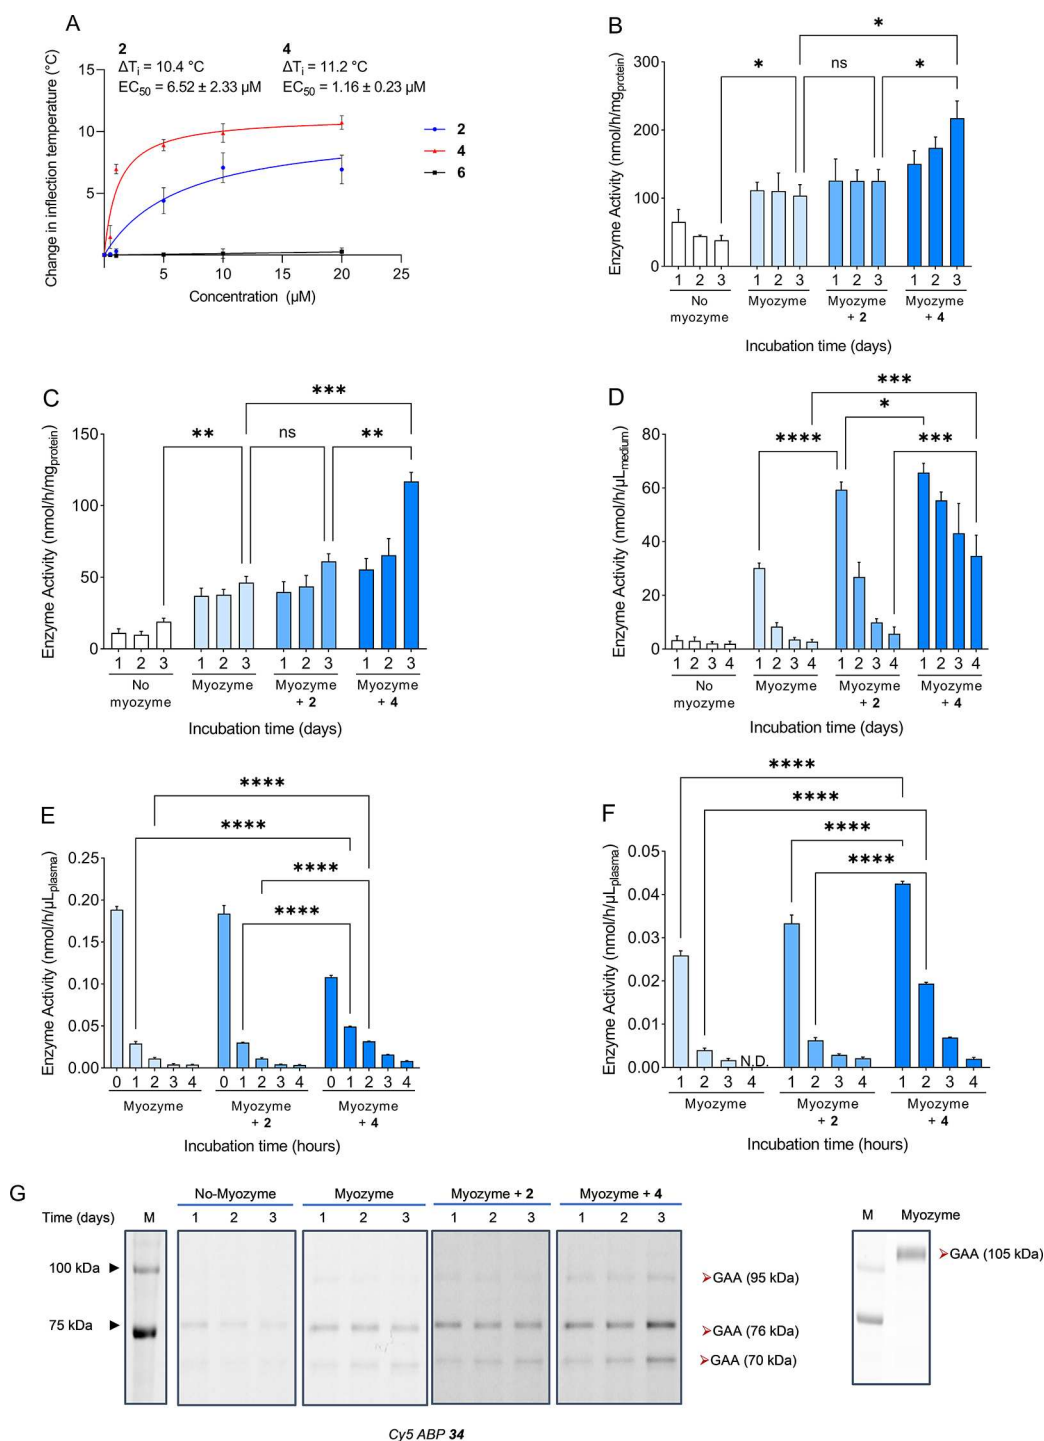 A
2
ΔTi = 10.4 °C
EC50 = 6.52 ± 2.33 µM
4
ΔTi = 11.2 °C
EC50 = 1.16 ± 0.23 µM
Change in inflection temperature (°C)
15
10
5
5 10 15 20 25
Concentration (µM)
2
4
6
B
Enzyme Activity (nmol/h/mgprotein)
300
200
100
0
*
* ns *
1 2 3 1 2 3 1 2 3 1 2 3
No myozyme
Myozyme
Myozyme + 2
Myozyme + 4
Incubation time (days)
C
Enzyme Activity (nmol/h/mgprotein)
150
100
50
0
***
** ns **
1 2 3 1 2 3 1 2 3 1 2 3
No myozyme
Myozyme
Myozyme + 2
Myozyme + 4
Incubation time (days)
D
Enzyme Activity (nmol/h/µLmedium)
80
60
40
20
0
***
*
**** ***
1 2 3 4 1 2 3 4 1 2 3 4 1 2 3 4
No myozyme
Myozyme
Myozyme + 2
Myozyme + 4
Incubation time (days)
E
Enzyme Activity (nmol/h/µLplasma)
0.25
0.20
0.15
0.10
0.05
0.00
****
****
****
****
0 1 2 3 4 0 1 2 3 4 0 1 2 3 4
Myozyme
Myozyme + 2
Myozyme + 4
Incubation time (hours)
F
Enzyme Activity (nmol/h/µLplasma)
0.05
0.04
0.03
0.02
0.01
0.00
****
****
****
****
N.D.
1 2 3 4 1 2 3 4 1 2 3 4
Myozyme
Myozyme + 2
Myozyme + 4
Incubation time (hours)
G
No-Myozyme Myozyme Myozyme + 2 Myozyme + 4
Time (days) M 1 2 3 1 2 3 1 2 3 1 2 3
M Myozyme
100 kDa
75 kDa
GAA (95 kDa)
GAA (76 kDa)
GAA (70 kDa)
GAA (105 kDa)
Cy5 ABP 34